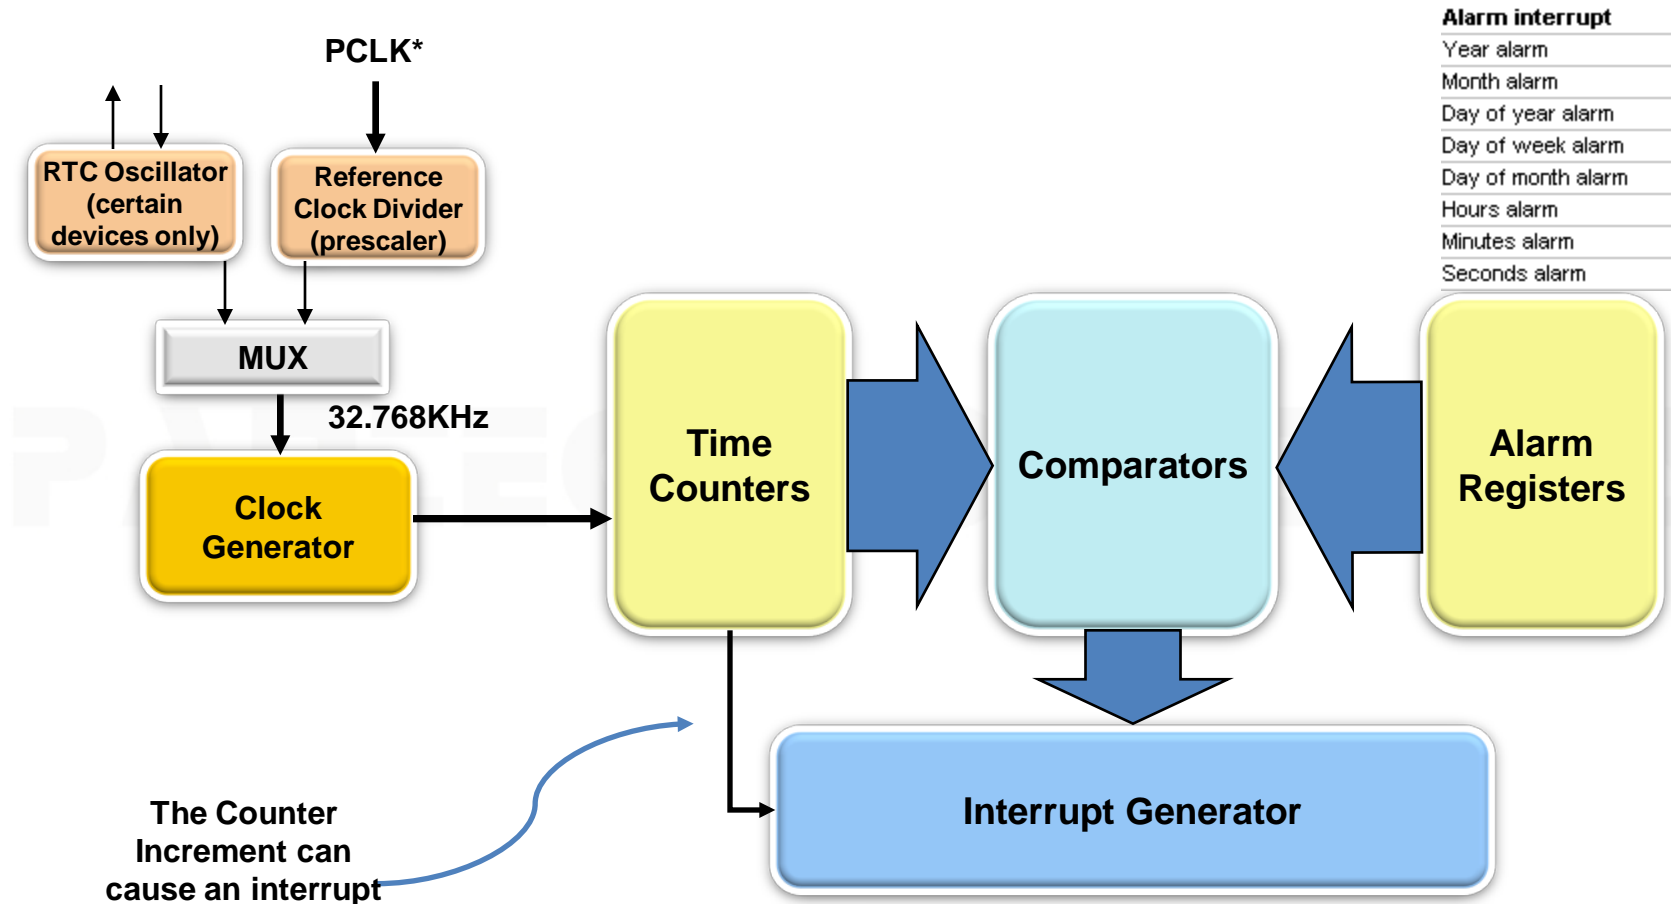 PCLK*
RTC Oscillator
(certain
devices only)
Reference
Clock Divider
(prescaler)
MUX
32.768KHz
Clock
Generator
Time
Counters
Comparators
Alarm
Registers
Alarm interrupt
Year alarm
Month alarm
Day of year alarm
Day of week alarm
Day of month alarm
Hours alarm
Minutes alarm
Seconds alarm
Interrupt Generator
The Counter
Increment can
cause an interrupt